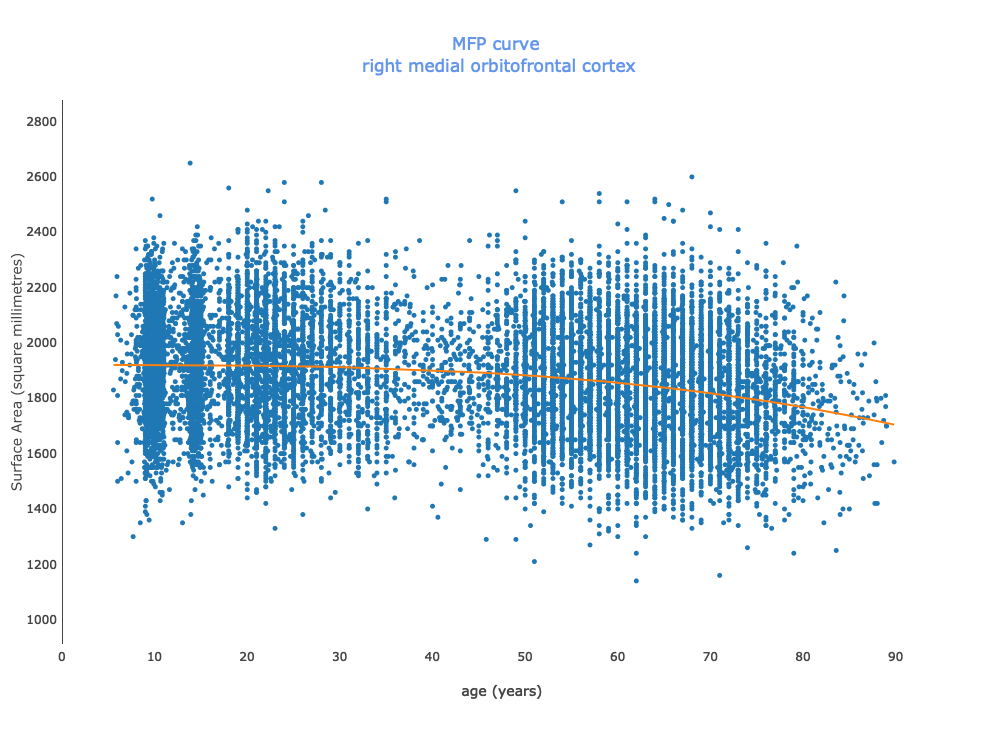 MFP curve
right medial orbitofrontal cortex
Surface Area (square millimetres)
2800
2600
2400
2200
2000
1800
1600
1400
1200
1000
0 10 20 30 40 50 60 70 80 90
age (years)